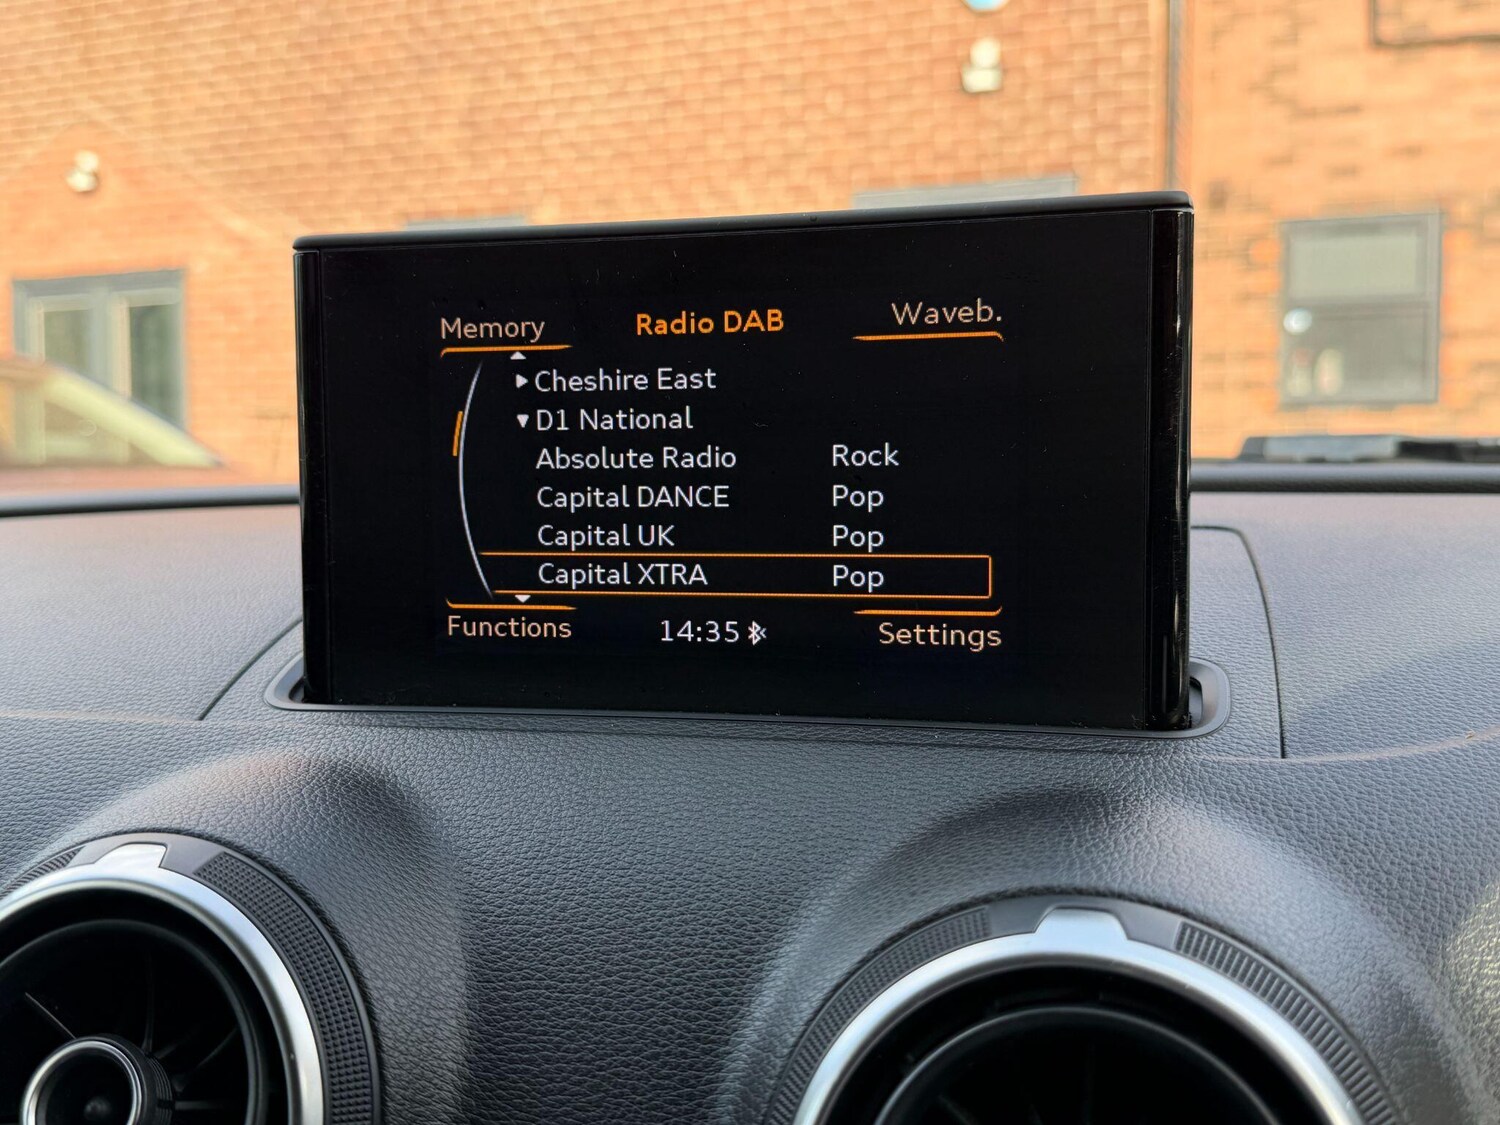 Memory Radio DAB Waveb.
Cheshire East
D1 National
Absolute Radio Rock
Capital DANCE Pop
Capital UK Pop
Capital XTRA Pop
Functions 14:35 Settings